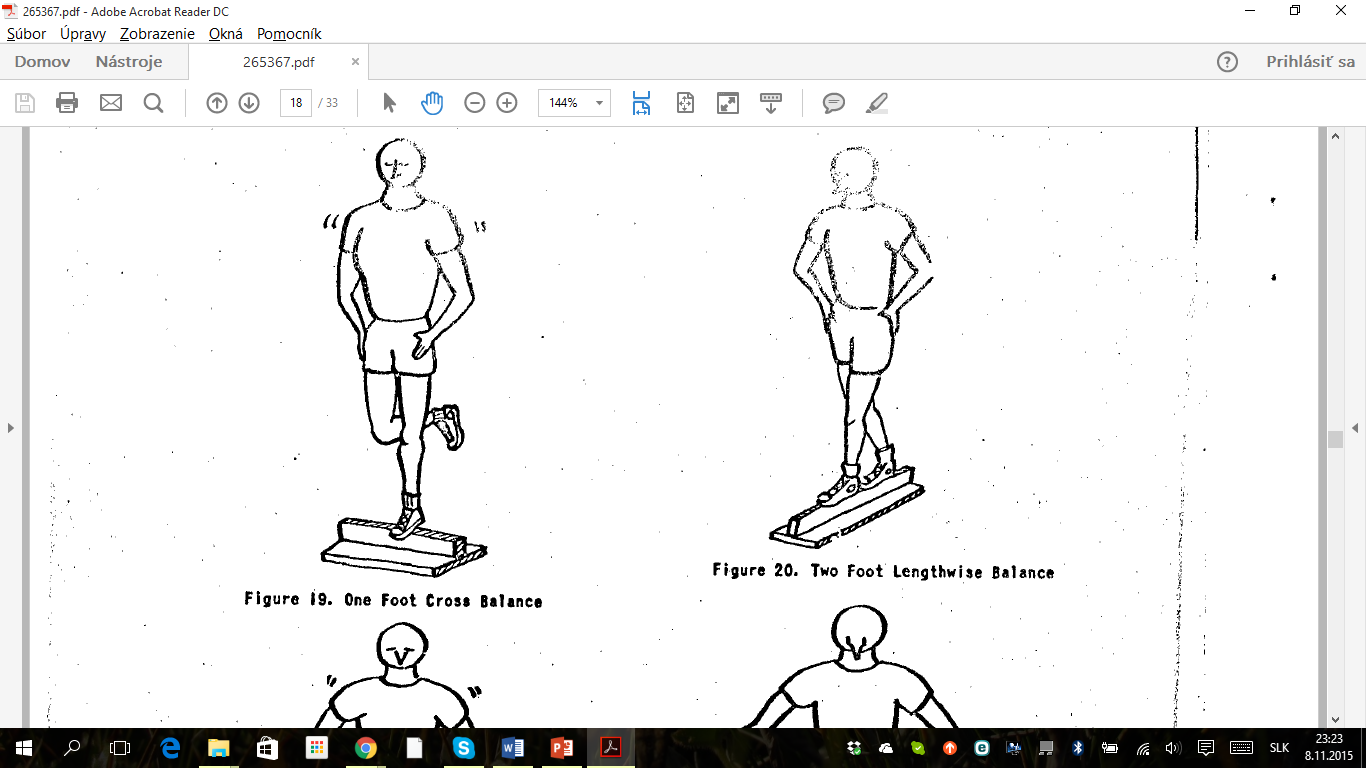 265367.pdf - Adobe Acrobat Reader DC
Súbor Úpravy Zobrazenie Okná Pomocník
Domov Nástroje 265367.pdf × ? Prihlásiť sa
18 / 33 144%
Figure 19. One Foot Cross Balance
Figure 20. Two Foot Lengthwise Balance
SLK 23:23
8.11.2015